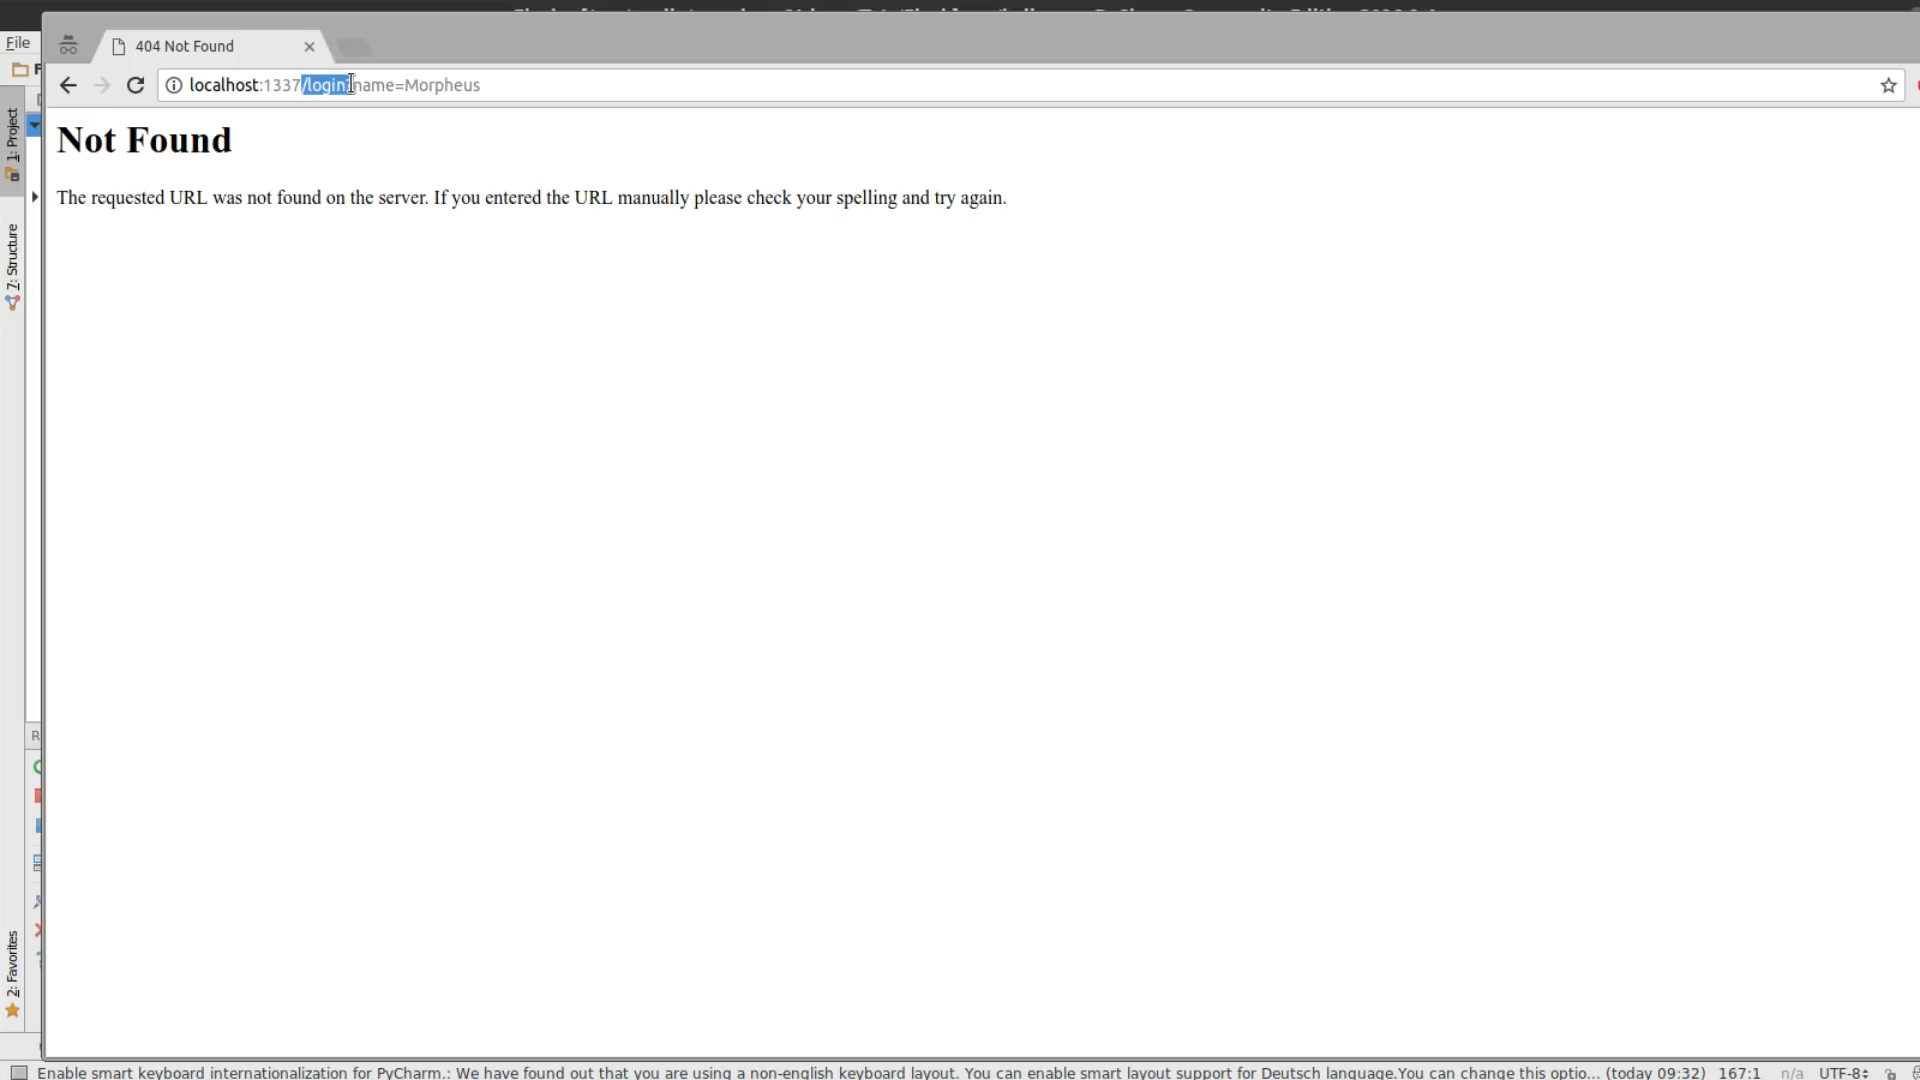 File
404 Not Found
localhost:1337/login?name=Morpheus
Not Found
The requested URL was not found on the server. If you entered the URL manually please check your spelling and try again.
1: Project
7: Structure
2: Favorites
Enable smart keyboard internationalization for PyCharm.: We have found out that you are using a non-english keyboard layout. You can enable smart layout support for Deutsch language.You can change this optio... (today 09:32) 167:1 n/a UTF-8